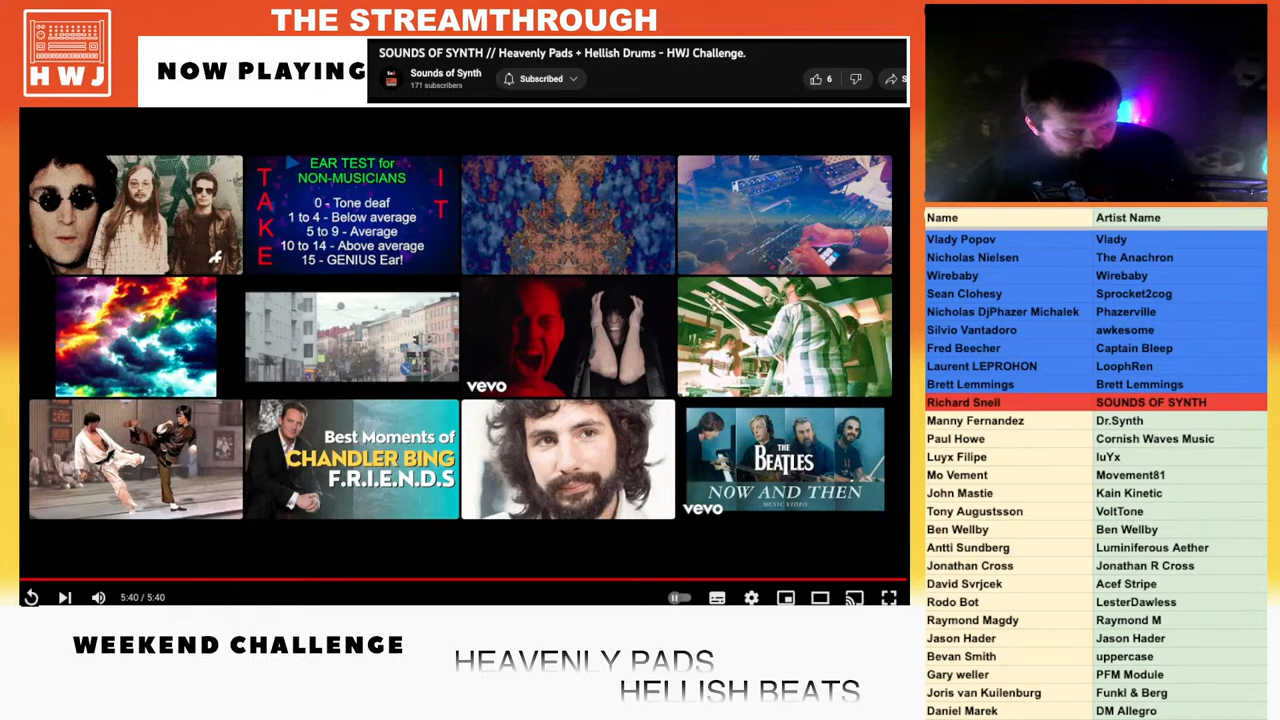 THE STREAMTHROUGH
HWJ
NOW PLAYING
SOUNDS OF SYNTH // Heavenly Pads + Hellish Drums - HWJ Challenge.
Sounds of Synth
171 subscribers
Subscribed
6
S
EAR TEST for
NON-MUSICIANS
TAKE
IT
0 - Tone deaf
1 to 4 - Below average
5 to 9 - Average
10 to 14 - Above average
15 - GENIUS Ear!
vevo
Best Moments of
CHANDLER BING
F.R.I.E.N.D.S
THE
BEATLES
NOW AND THEN
MUSIC VIDEO
vevo
5:40 / 5:40
WEEKEND CHALLENGE
HEAVENLY PADS
HELLISH BEATS
Name Artist Name
Vlady Popov Vlady
Nicholas Nielsen The Anachron
Wirebaby Wirebaby
Sean Clohesy Sprocket2cog
Nicholas DjPhazer Michalek Phazerville
Silvio Vantadoro awkesome
Fred Beecher Captain Bleep
Laurent LEPROHON LoophRen
Brett Lemmings Brett Lemmings
Richard Snell SOUNDS OF SYNTH
Manny Fernandez Dr.Synth
Paul Howe Cornish Waves Music
Luyx Filipe luYx
Mo Vement Movement81
John Mastie Kain Kinetic
Tony Augustsson VoltTone
Ben Wellby Ben Wellby
Antti Sundberg Luminiferous Aether
Jonathan Cross Jonathan R Cross
David Svrjcek Acef Stripe
Rodo Bot LesterDawless
Raymond Magdy Raymond M
Jason Hader Jason Hader
Bevan Smith uppercase
Gary weller PFM Module
Joris van Kuilenburg Funkl & Berg
Daniel Marek DM Allegro